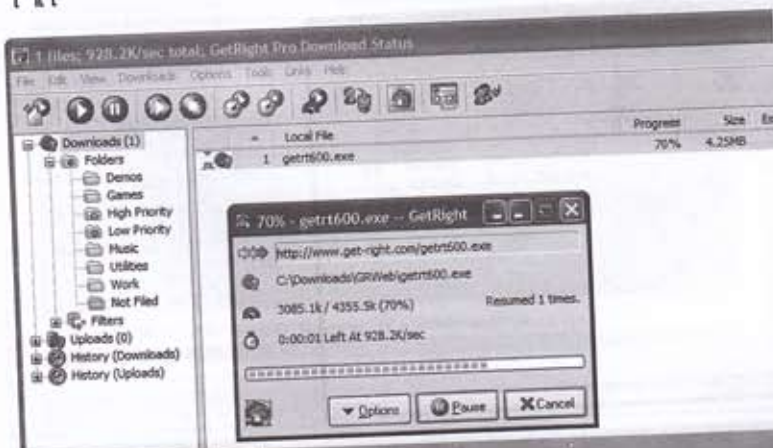 1 files; 928.2K/sec total; GetRight Pro Download Status
File Edit View Downloads Options Tools Links Help
Downloads (1)
Folders
Demos
Games
High Priority
Low Priority
Music
Utilities
Work
Not Filed
Filters
Uploads (0)
History (Downloads)
History (Uploads)
Local File Progress Size
1 getrt600.exe 70% 4.25MB
70% - getrt600.exe -- GetRight
http://www.get-right.com/getrt600.exe
C:\Downloads\GRWeb\getrt600.exe
3085.1k / 4355.5k (70%) Resumed 1 times.
0:00:01 Left At 928.2K/sec
Options Pause Cancel